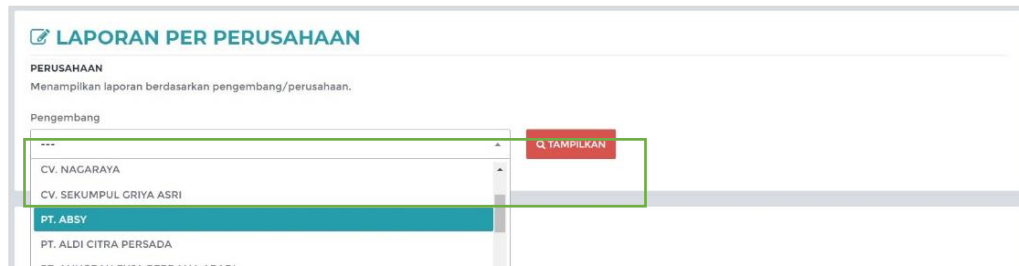 LAPORAN PER PERUSAHAAN
PERUSAHAAN
Menampilkan laporan berdasarkan pengembang/perusahaan.
Pengembang
---
TAMPILKAN
CV. NAGARAYA
CV. SEKUMPUL GRIYA ASRI
PT. ABSY
PT. ALDI CITRA PERSADA